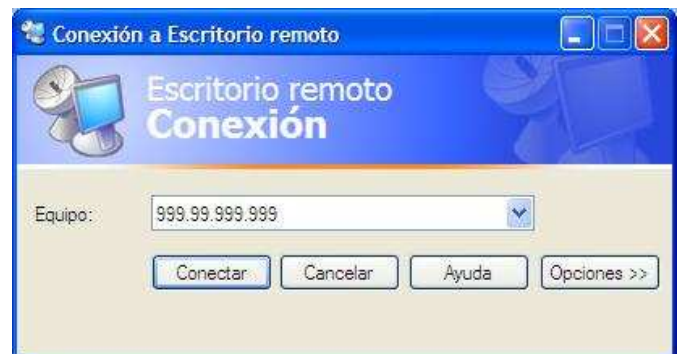 Conexión a Escritorio remoto
Escritorio remoto
Conexión
Equipo: 999.99.999.999
Conectar Cancelar Ayuda Opciones >>